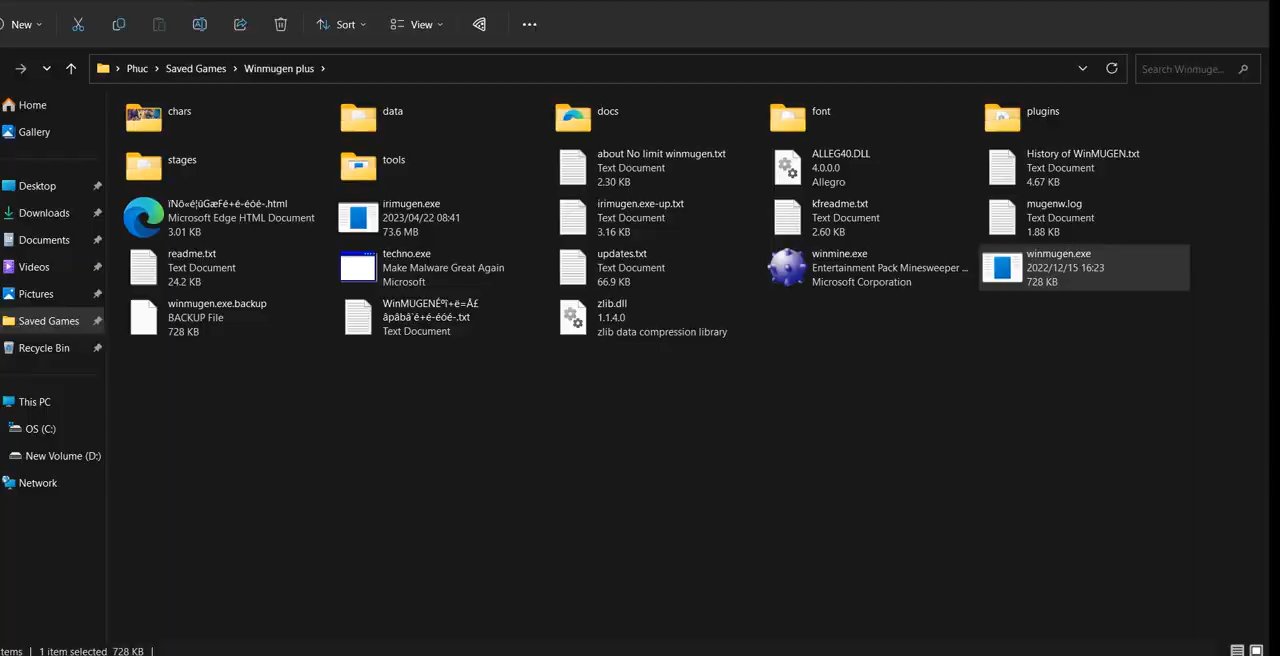 New
Sort
View
Phuc
Saved Games
Winmugen plus
Search Winmuge...
Home
Gallery
Desktop
Downloads
Documents
Videos
Pictures
Saved Games
Recycle Bin
This PC
OS (C:)
New Volume (D:)
Network
chars
data
docs
font
plugins
stages
tools
about No limit winmugen.txt
Text Document
2.30 KB
ALLEG40.DLL
4.0.0.0
Allegro
History of WinMUGEN.txt
Text Document
4.67 KB
Microsoft Edge HTML Document
3.01 KB
irimugen.exe
2023/04/22 08:41
73.6 MB
irimugen.exe-up.txt
Text Document
3.16 KB
kfreadme.txt
Text Document
2.60 KB
mugenw.log
Text Document
1.88 KB
readme.txt
Text Document
24.2 KB
techno.exe
Make Malware Great Again
Microsoft
updates.txt
Text Document
66.9 KB
winmine.exe
Entertainment Pack Minesweeper ...
Microsoft Corporation
winmugen.exe
2022/12/15 16:23
728 KB
winmugen.exe.backup
BACKUP File
728 KB
Text Document
zlib.dll
1.1.4.0
zlib data compression library
tems | 1 item selected 728 KB |